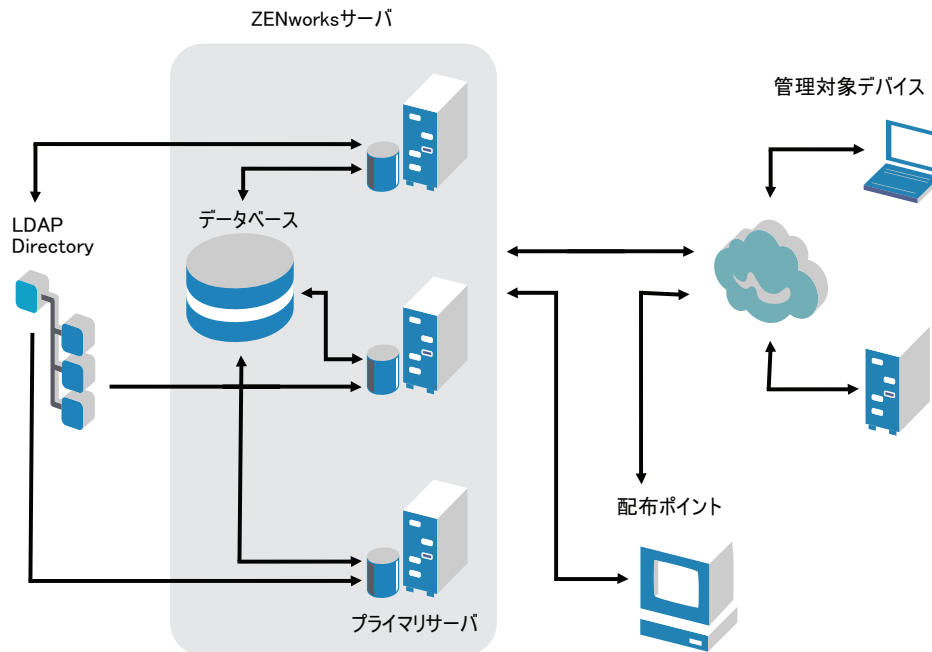 ZENworksサーバ
管理対象デバイス
LDAP
Directory
データベース
配布ポイント
プライマリサーバ